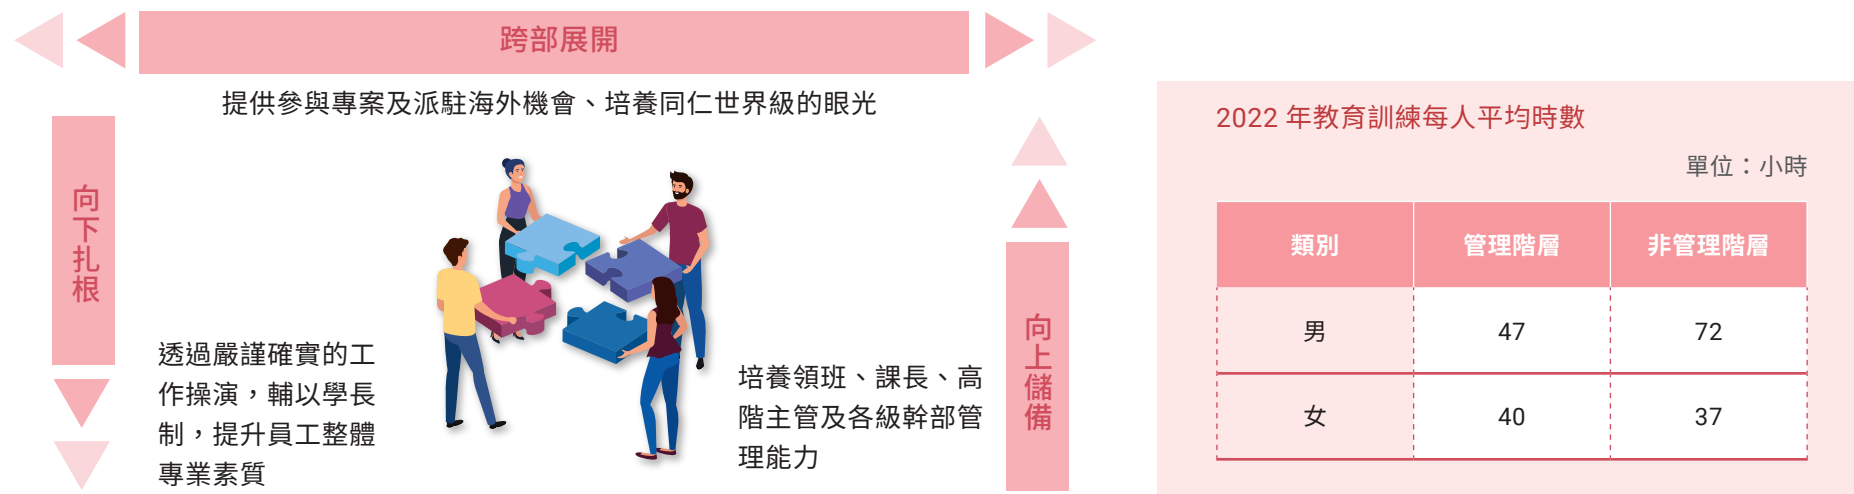 跨部展開
提供參與專案及派駐海外機會、培養同仁世界級的眼光
向下扎根
透過嚴謹確實的工
作操演，輔以學長
制，提升員工整體
專業素質
培養領班、課長、高
階主管及各級幹部管
理能力
向上儲備
2022 年教育訓練每人平均時數
單位：小時
類別 管理階層 非管理階層
男 47 72
女 40 37